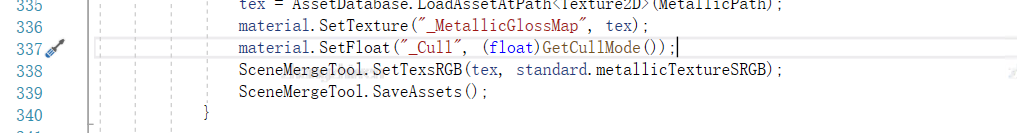 335 tex = AssetDatabase.LoadAssetAtPath<Texture2D>(MetallicPath);
336 material.SetTexture("_MetallicGlossMap", tex);
337 material.SetFloat("_Cull", (float)GetCullMode());
338 SceneMergeTool.SetTexsRGB(tex, standard.metallicTextureSRGB);
339 SceneMergeTool.SaveAssets();
340 }